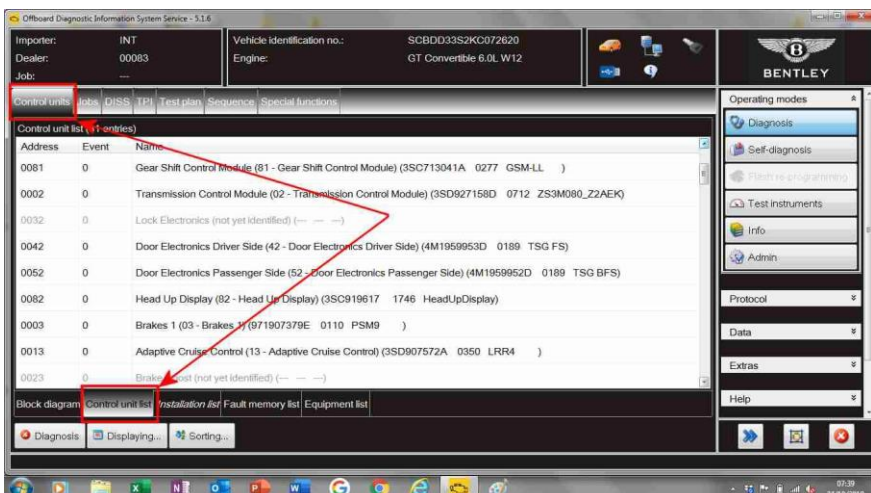 Offboard Diagnostic Information System Service - 5.1.6
Importer: INT
Dealer: 00083
Job: ---
Vehicle identification no.: SCBDD33S2KC072620
Engine: GT Convertible 6.0L W12
BENTLEY
Control units Jobs DISS TPI Test plan Sequence Special functions
Control unit list (41 entries)
Address Event Name
0081 0 Gear Shift Control Module (81 - Gear Shift Control Module) (3SC713041A 0277 GSM-LL )
0002 0 Transmission Control Module (02 - Transmission Control Module) (3SD927158D 0712 ZS3M080_Z2AEK)
0032 0 Lock Electronics (not yet identified) (--- --- ---)
0042 0 Door Electronics Driver Side (42 - Door Electronics Driver Side) (4M1959953D 0189 TSG FS)
0052 0 Door Electronics Passenger Side (52 - Door Electronics Passenger Side) (4M1959952D 0189 TSG BFS)
0082 0 Head Up Display (82 - Head Up Display) (3SC919617 1746 HeadUpDisplay)
0003 0 Brakes 1 (03 - Brakes 1) (971907379E 0110 PSM9 )
0013 0 Adaptive Cruise Control (13 - Adaptive Cruise Control) (3SD907572A 0350 LRR4 )
0023 0 Brake Boost (not yet identified) (--- --- ---)
Block diagram Control unit list Installation list Fault memory list Equipment list
Diagnosis Displaying... Sorting...
Operating modes
Diagnosis
Self-diagnosis
Flash re-programming
Test instruments
Info
Admin
Protocol
Data
Extras
Help
07:39